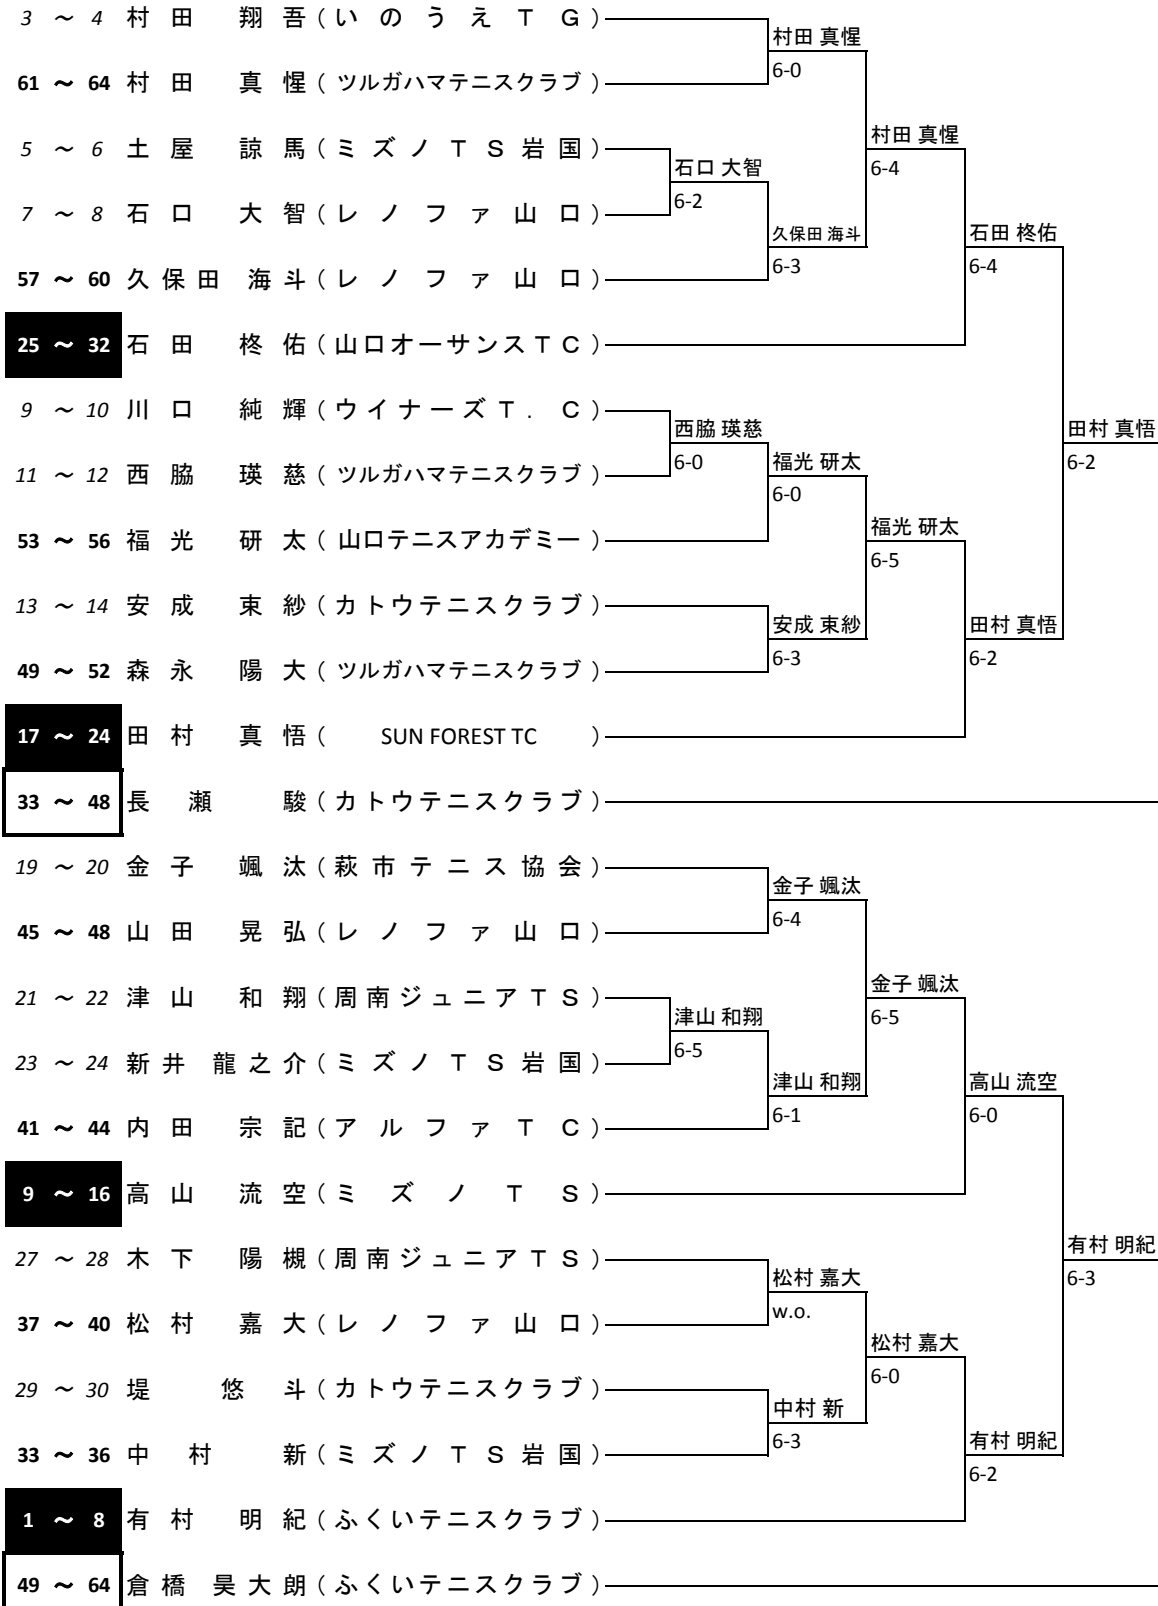 3 ～ 4 村田 翔吾（いのうえＴＧ）
村田 真惺
6-0
61 ～ 64 村田 真惺（ツルガハマテニスクラブ）
村田 真惺
6-4
5 ～ 6 土屋 諒馬（ミズノＴＳ岩国）
石口 大智
6-2
7 ～ 8 石口 大智（レノファ山口）
久保田 海斗
6-3
石田 柊佑
6-4
57 ～ 60 久保田 海斗（レノファ山口）
25 ～ 32 石田 柊佑（山口オーサンスＴＣ）
9 ～ 10 川口 純輝（ウイナーズＴ．Ｃ）
西脇 瑛慈
6-0
田村 真悟
6-2
11 ～ 12 西脇 瑛慈（ツルガハマテニスクラブ）
福光 研太
6-0
53 ～ 56 福光 研太（山口テニスアカデミー）
福光 研太
6-5
13 ～ 14 安成 束紗（カトウテニスクラブ）
安成 束紗
6-3
田村 真悟
6-2
49 ～ 52 森永 陽大（ツルガハマテニスクラブ）
17 ～ 24 田村 真悟（SUN FOREST TC）
33 ～ 48 長瀬 駿（カトウテニスクラブ）
19 ～ 20 金子 颯汰（萩市テニス協会）
金子 颯汰
6-4
45 ～ 48 山田 晃弘（レノファ山口）
金子 颯汰
6-5
21 ～ 22 津山 和翔（周南ジュニアＴＳ）
津山 和翔
6-5
23 ～ 24 新井 龍之介（ミズノＴＳ岩国）
津山 和翔
6-1
高山 流空
6-0
41 ～ 44 内田 宗記（アルファＴＣ）
9 ～ 16 高山 流空（ミズノＴＳ）
27 ～ 28 木下 陽槻（周南ジュニアＴＳ）
松村 嘉大
w.o.
有村 明紀
6-3
37 ～ 40 松村 嘉大（レノファ山口）
松村 嘉大
6-0
29 ～ 30 堤 悠斗（カトウテニスクラブ）
中村 新
6-3
33 ～ 36 中村 新（ミズノＴＳ岩国）
有村 明紀
6-2
1 ～ 8 有村 明紀（ふくいテニスクラブ）
49 ～ 64 倉橋 昊大朗（ふくいテニスクラブ）